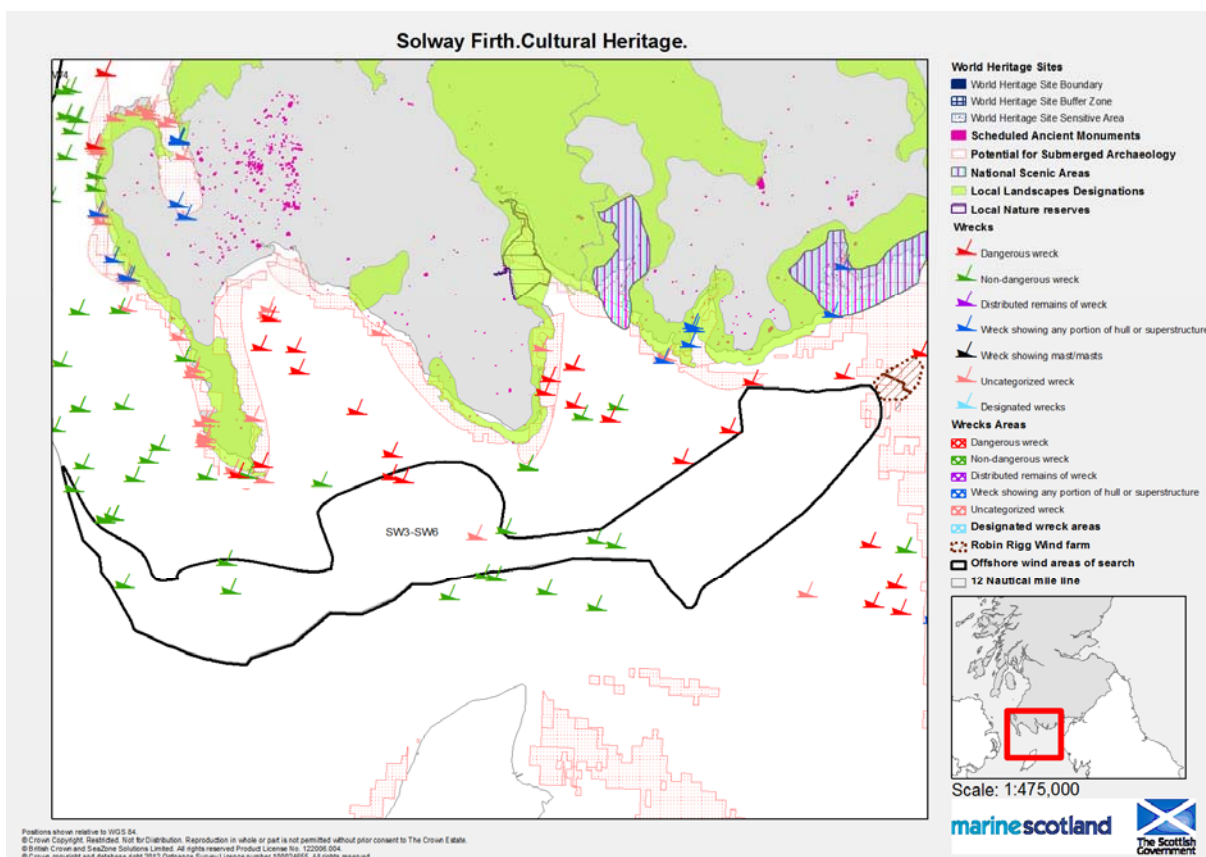 Solway Firth.Cultural Heritage.
SW3-SW6
World Heritage Sites
World Heritage Site Boundary
World Heritage Site Buffer Zone
World Heritage Site Sensitive Area
Scheduled Ancient Monuments
Potential for Submerged Archaeology
National Scenic Areas
Local Landscapes Designations
Local Nature reserves
Wrecks
Dangerous wreck
Non-dangerous wreck
Distributed remains of wreck
Wreck showing any portion of hull or superstructure
Wreck showing mast/masts
Uncategorized wreck
Designated wrecks
Wrecks Areas
Dangerous wreck
Non-dangerous wreck
Distributed remains of wreck
Wreck showing any portion of hull or superstructure
Uncategorized wreck
Designated wreck areas
Robin Rigg Wind farm
Offshore wind areas of search
12 Nautical mile line
Scale: 1:475,000
marinescotland
The Scottish
Government
Positions shown relative to WGS 84.
© Crown Copyright. Restricted. Not for Distribution. Reproduction in whole or part is not permitted without prior consent to The Crown Estate.
© British Crown and SeaZone Solutions Limited. All rights reserved Product License No. 122006.004.